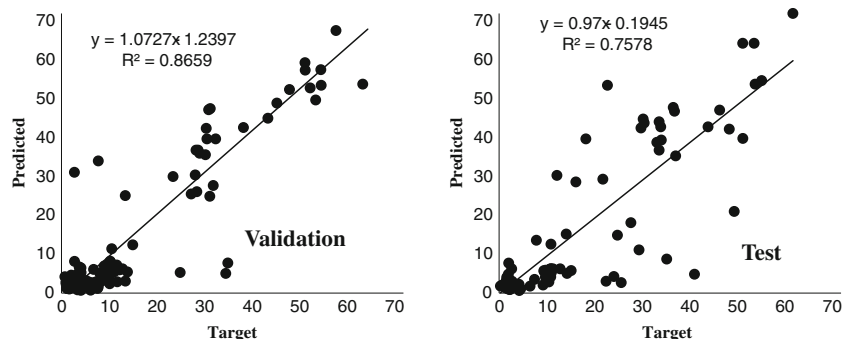 70
60
50
40
30
20
10
0
Predicted
y = 1.0727x- 1.2397
R² = 0.8659
Validation
0 10 20 30 40 50 60 70
Target
70
60
50
40
30
20
10
0
Predicted
y = 0.97x- 0.1945
R² = 0.7578
Test
0 10 20 30 40 50 60 70
Target